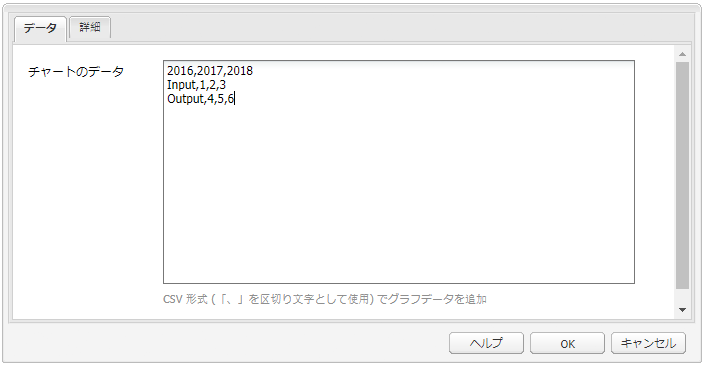 データ 詳細
チャートのデータ
2016,2017,2018
Input,1,2,3
Output,4,5,6
CSV 形式 (「、」を区切り文字として使用) でグラフデータを追加
ヘルプ OK キャンセル